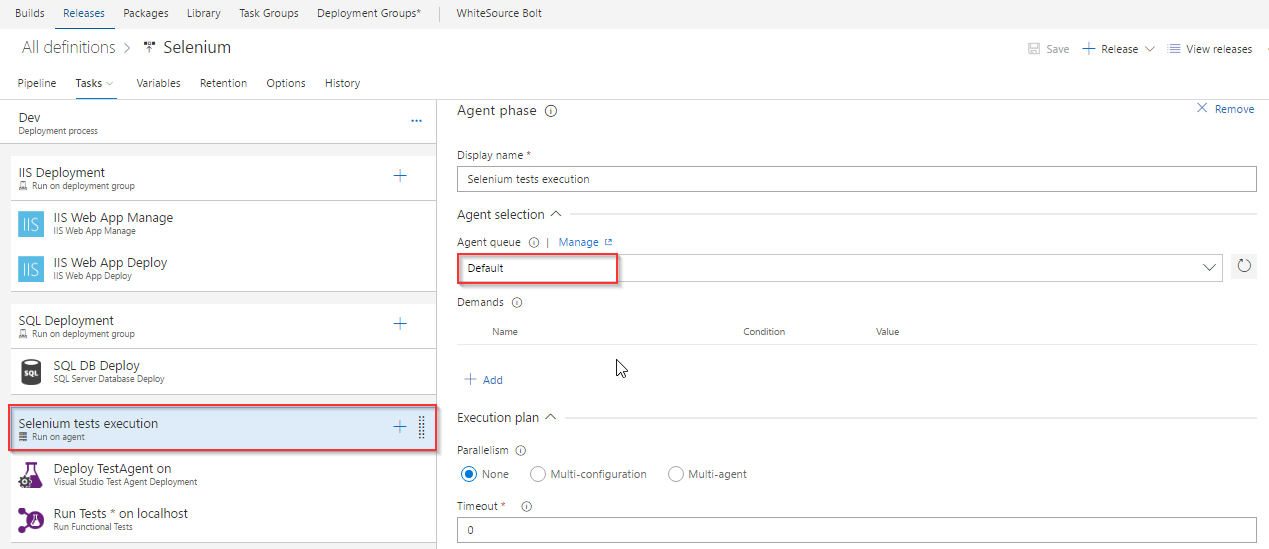 Builds Releases Packages Library Task Groups Deployment Groups* WhiteSource Bolt
All definitions > Selenium Save + Release View releases
Pipeline Tasks Variables Retention Options History
Dev
Deployment process
...
IIS Deployment
Run on deployment group
IIS
IIS Web App Manage
IIS Web App Manage
IIS
IIS Web App Deploy
IIS Web App Deploy
SQL Deployment
Run on deployment group
SQL
SQL DB Deploy
SQL Server Database Deploy
Selenium tests execution
Run on agent
Deploy TestAgent on
Visual Studio Test Agent Deployment
Run Tests * on localhost
Run Functional Tests
Agent phase Remove
Display name *
Selenium tests execution
Agent selection
Agent queue | Manage
Default
Demands
Name Condition Value
+ Add
Execution plan
Parallelism
None Multi-configuration Multi-agent
Timeout *
0